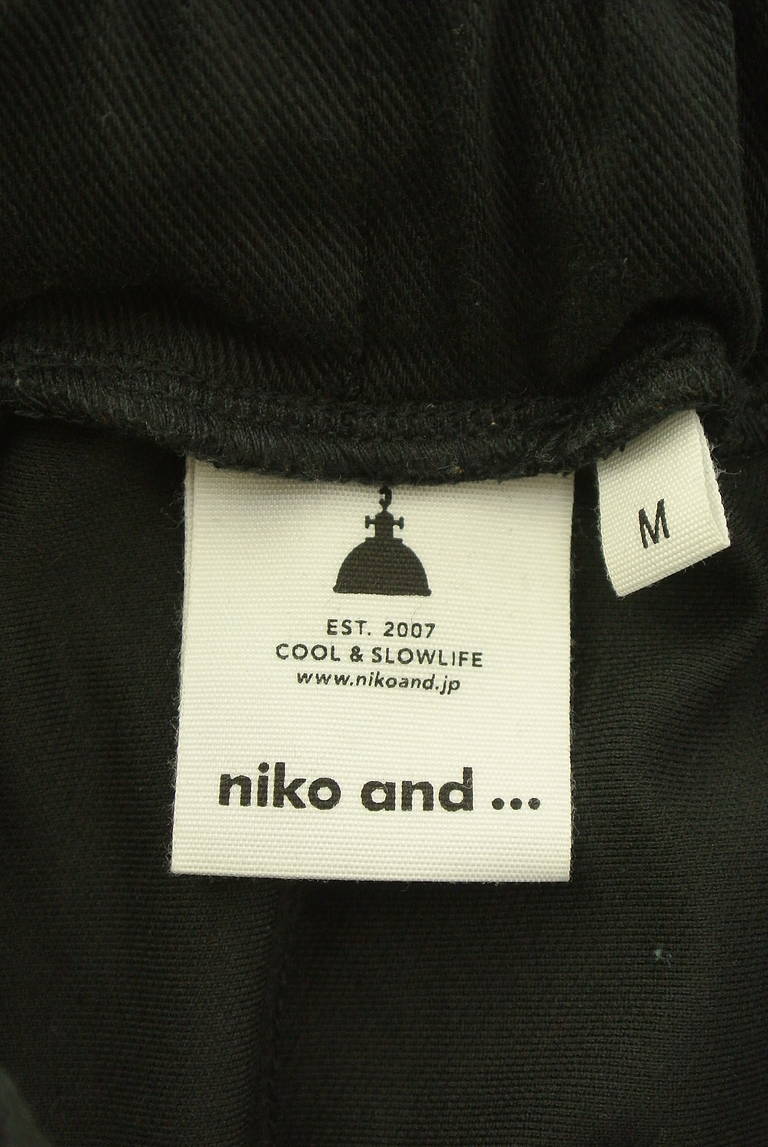 EST. 2007
COOL & SLOWLIFE
www.nikoand.jp
niko and ...
M